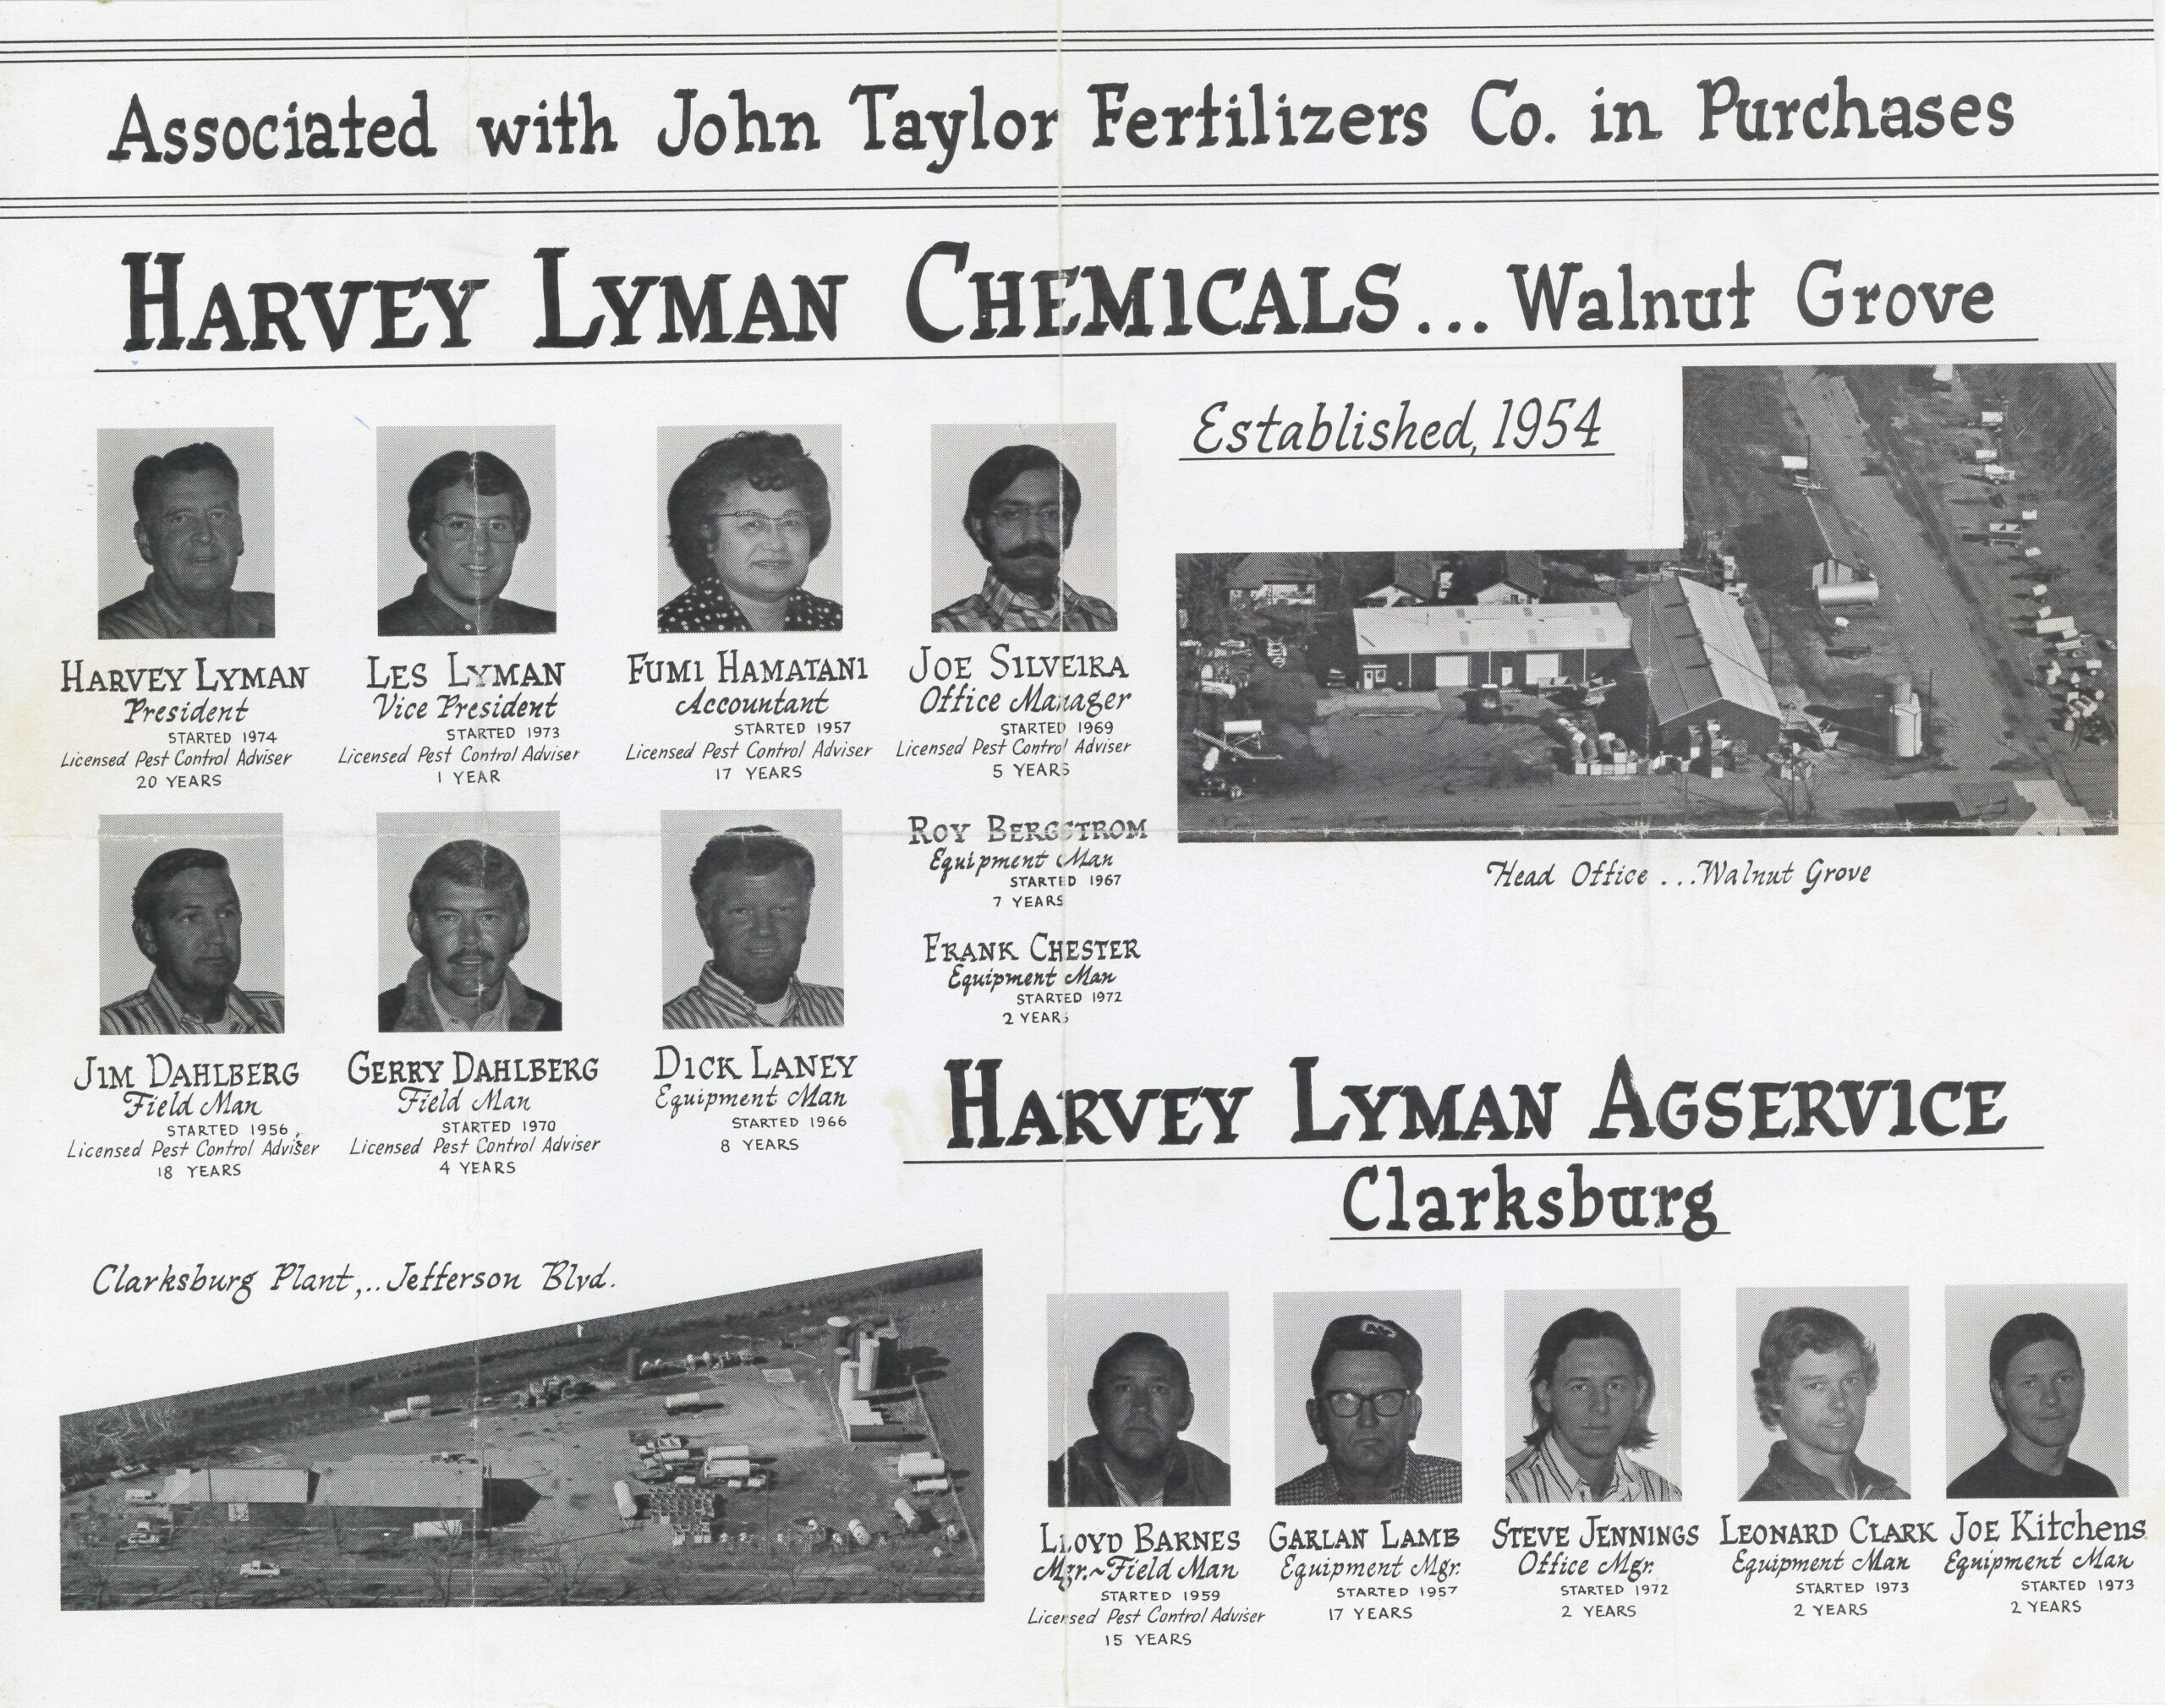 Associated with John Taylor Fertilizers Co. in Purchases
HARVEY LYMAN CHEMICALS... Walnut Grove
Established, 1954
HARVEY LYMAN
President
STARTED 1974
Licensed Pest Control Adviser
20 YEARS
LES LYMAN
Vice President
STARTED 1973
Licensed Pest Control Adviser
1 YEAR
FUMI HAMATANI
Accountant
STARTED 1957
Licensed Pest Control Adviser
17 YEARS
JOE SILVEIRA
Office Manager
STARTED 1969
Licensed Pest Control Adviser
5 YEARS
Head Office ...Walnut Grove
JIM DAHLBERG
Field Man
STARTED 1956
Licensed Pest Control Adviser
18 YEARS
GERRY DAHLBERG
Field Man
STARTED 1970
Licensed Pest Control Adviser
4 YEARS
DICK LANEY
Equipment Man
STARTED 1966
8 YEARS
ROY BERGSTROM
Equipment Man
STARTED 1967
7 YEARS
FRANK CHESTER
Equipment Man
STARTED 1972
2 YEARS
HARVEY LYMAN AGSERVICE
Clarksburg
Clarksburg Plant,..Jefferson Blvd.
LLOYD BARNES
Mgr.~Field Man
STARTED 1959
Licensed Pest Control Adviser
15 YEARS
GARLAN LAMB
Equipment Mgr.
STARTED 1957
17 YEARS
STEVE JENNINGS
Office Mgr.
STARTED 1972
2 YEARS
LEONARD CLARK
Equipment Man
STARTED 1973
2 YEARS
JOE Kitchens
Equipment Man
STARTED 1973
2 YEARS